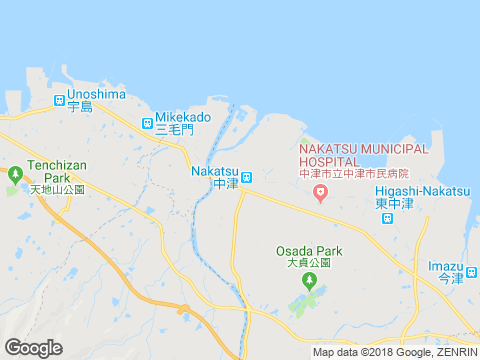 Unoshima
宇島
Mikekado
三毛門
NAKATSU MUNICIPAL
HOSPITAL
中津市立中津市民病院
Tenchizan
Park
天地山公園
Nakatsu
中津
Higashi-Nakatsu
東中津
Osada Park
大貞公園
Imazu
今津
Google
Map data ©2018 Google, ZENRIN